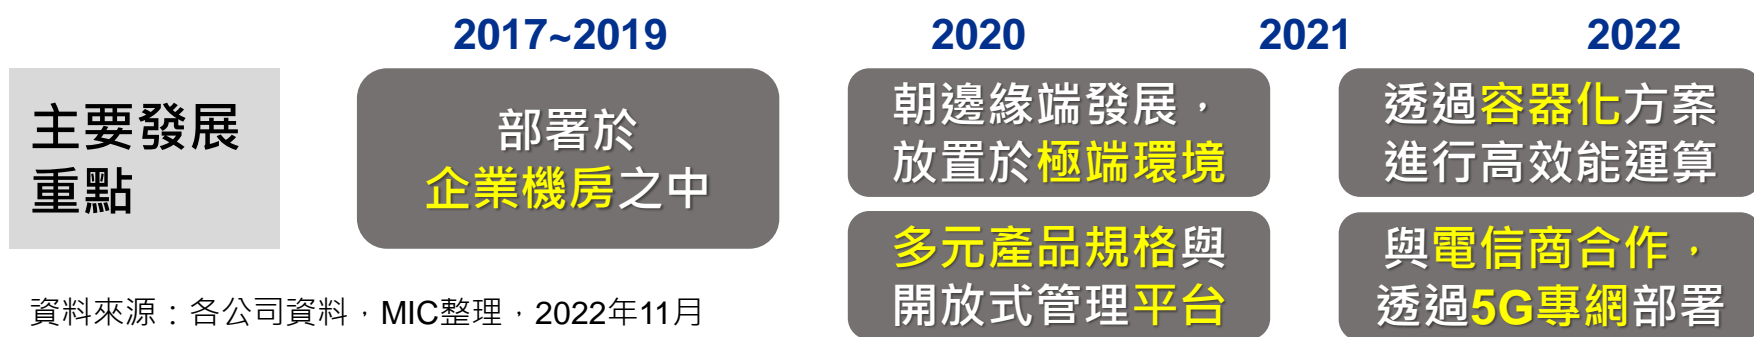 2017~2019
2020
2021
2022
主要發展
重點
部署於
企業機房之中
朝邊緣端發展，
放置於極端環境
多元產品規格與
開放式管理平台
透過容器化方案
進行高效能運算
與電信商合作，
透過5G專網部署
資料來源：各公司資料，MIC整理，2022年11月